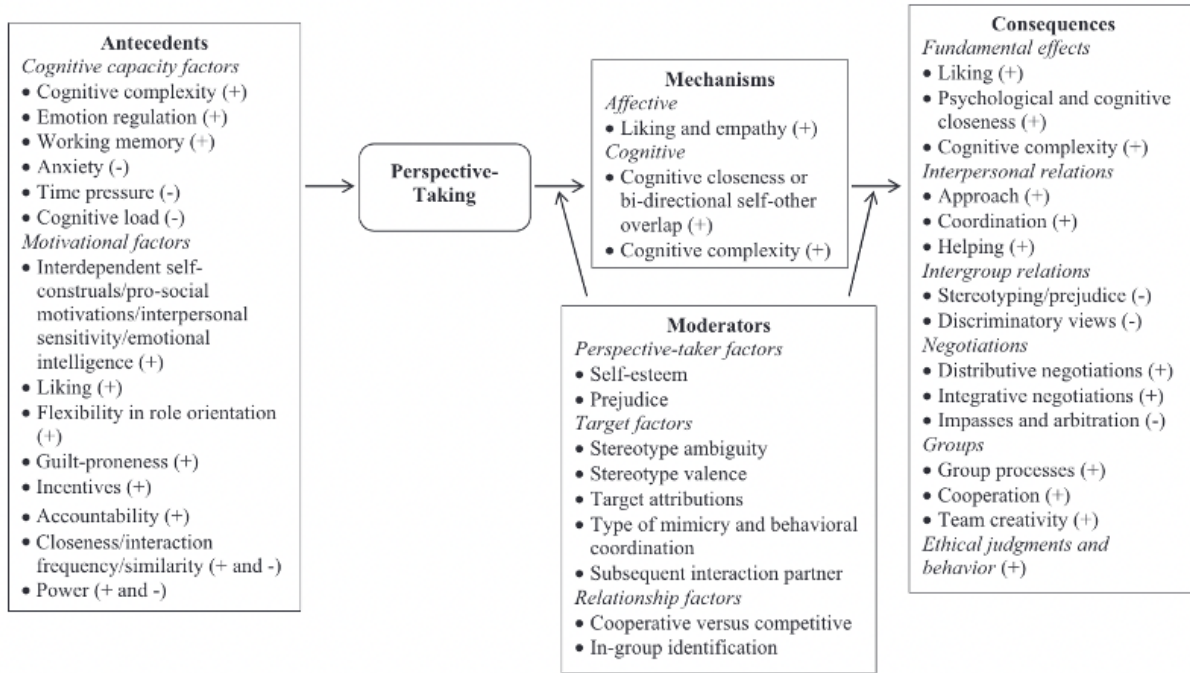 Antecedents
Cognitive capacity factors
• Cognitive complexity (+)
• Emotion regulation (+)
• Working memory (+)
• Anxiety (-)
• Time pressure (-)
• Cognitive load (-)
Motivational factors
• Interdependent self-
construals/pro-social
motivations/interpersonal
sensitivity/emotional
intelligence (+)
• Liking (+)
• Flexibility in role orientation
(+)
• Guilt-proneness (+)
• Incentives (+)
• Accountability (+)
• Closeness/interaction
frequency/similarity (+ and -)
• Power (+ and -)
Perspective-
Taking
Mechanisms
Affective
• Liking and empathy (+)
Cognitive
• Cognitive closeness or
bi-directional self-other
overlap (+)
• Cognitive complexity (+)
Moderators
Perspective-taker factors
• Self-esteem
• Prejudice
Target factors
• Stereotype ambiguity
• Stereotype valence
• Target attributions
• Type of mimicry and behavioral
coordination
• Subsequent interaction partner
Relationship factors
• Cooperative versus competitive
• In-group identification
Consequences
Fundamental effects
• Liking (+)
• Psychological and cognitive
closeness (+)
• Cognitive complexity (+)
Interpersonal relations
• Approach (+)
• Coordination (+)
• Helping (+)
Intergroup relations
• Stereotyping/prejudice (-)
• Discriminatory views (-)
Negotiations
• Distributive negotiations (+)
• Integrative negotiations (+)
• Impasses and arbitration (-)
Groups
• Group processes (+)
• Cooperation (+)
• Team creativity (+)
Ethical judgments and
behavior (+)